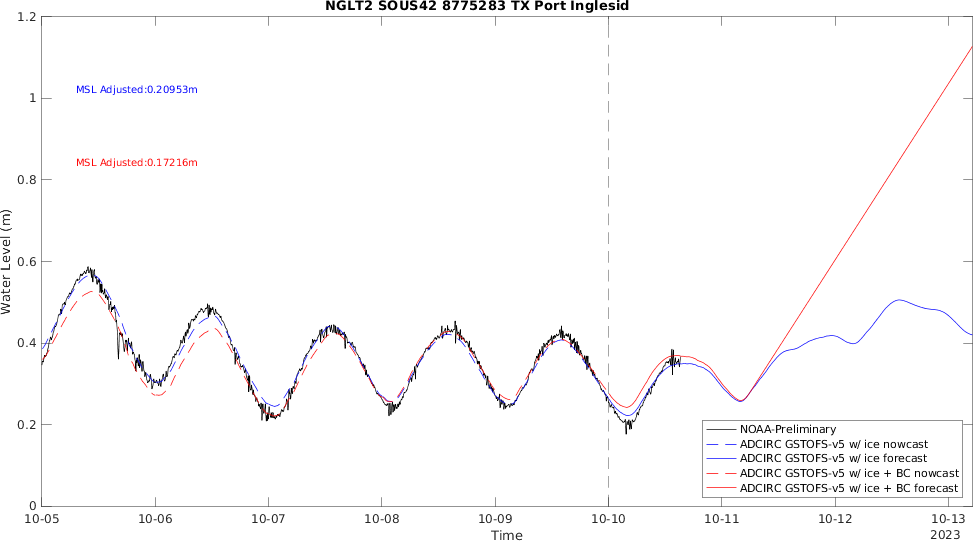 NGLT2 SOUS42 8775283 TX Port Inglesid
1.2
1
0.8
0.6
0.4
0.2
0
Water Level (m)
MSL Adjusted:0.20953m
MSL Adjusted:0.17216m
NOAA-Preliminary
ADCIRC GSTOFS-v5 w/ ice nowcast
ADCIRC GSTOFS-v5 w/ ice forecast
ADCIRC GSTOFS-v5 w/ ice + BC nowcast
ADCIRC GSTOFS-v5 w/ ice + BC forecast
10-05 10-06 10-07 10-08 10-09 10-10 10-11 10-12 10-13
2023
Time